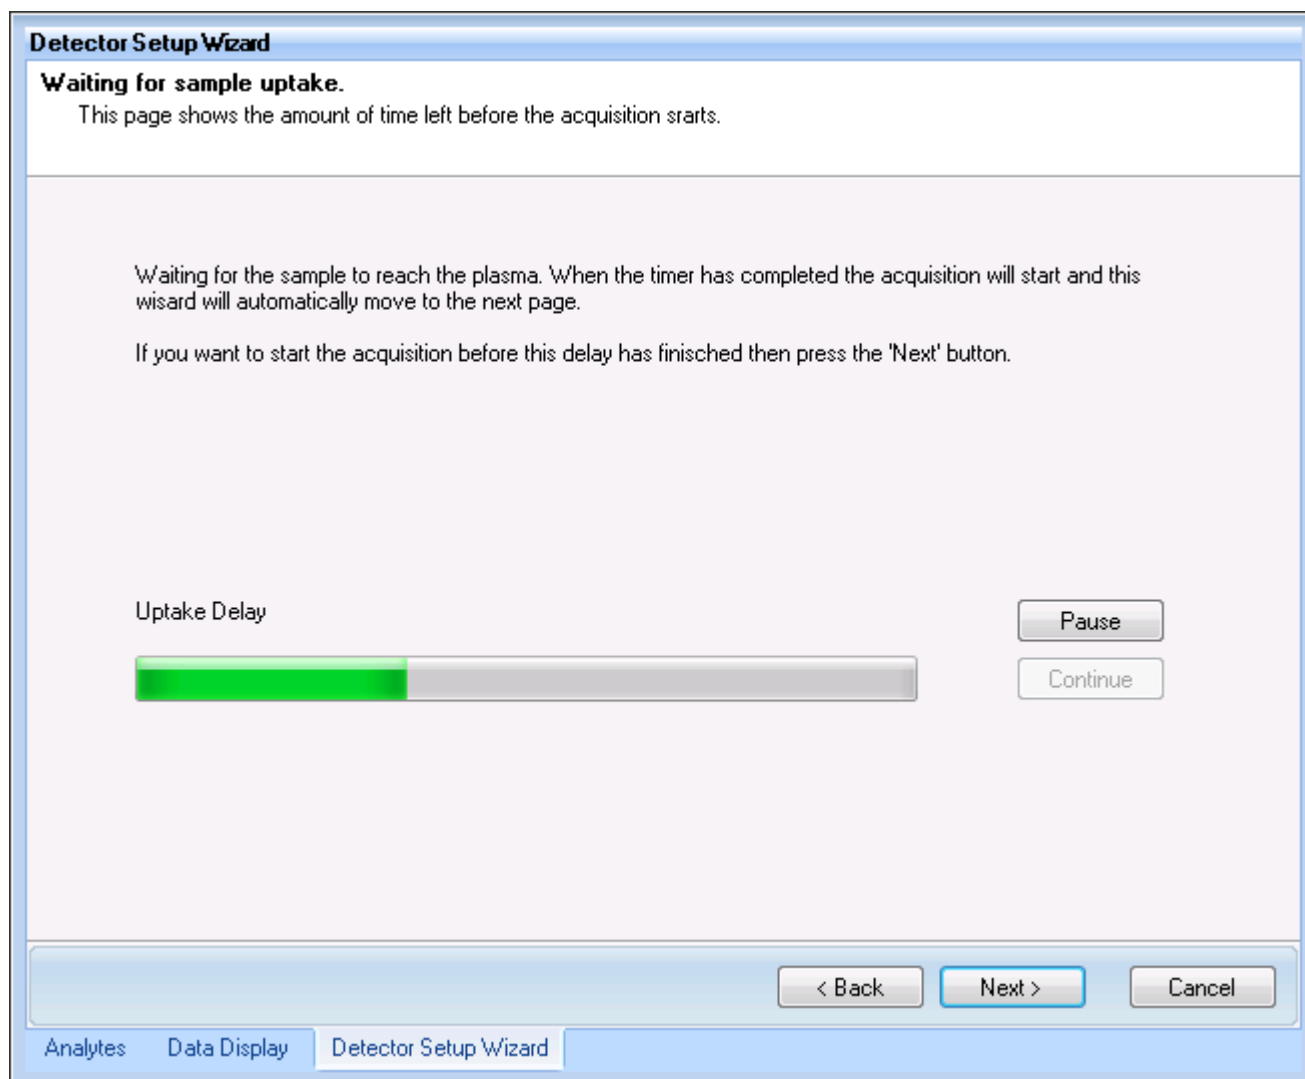 Detector Setup Wizard
Waiting for sample uptake.
This page shows the amount of time left before the acquisition srarts.
Waiting for the sample to reach the plasma. When the timer has completed the acquisition will start and this
wisard will automatically move to the next page.
If you want to start the acquisition before this delay has finisched then press the 'Next' button.
Uptake Delay
Pause
Continue
< Back Next > Cancel
Analytes Data Display Detector Setup Wizard